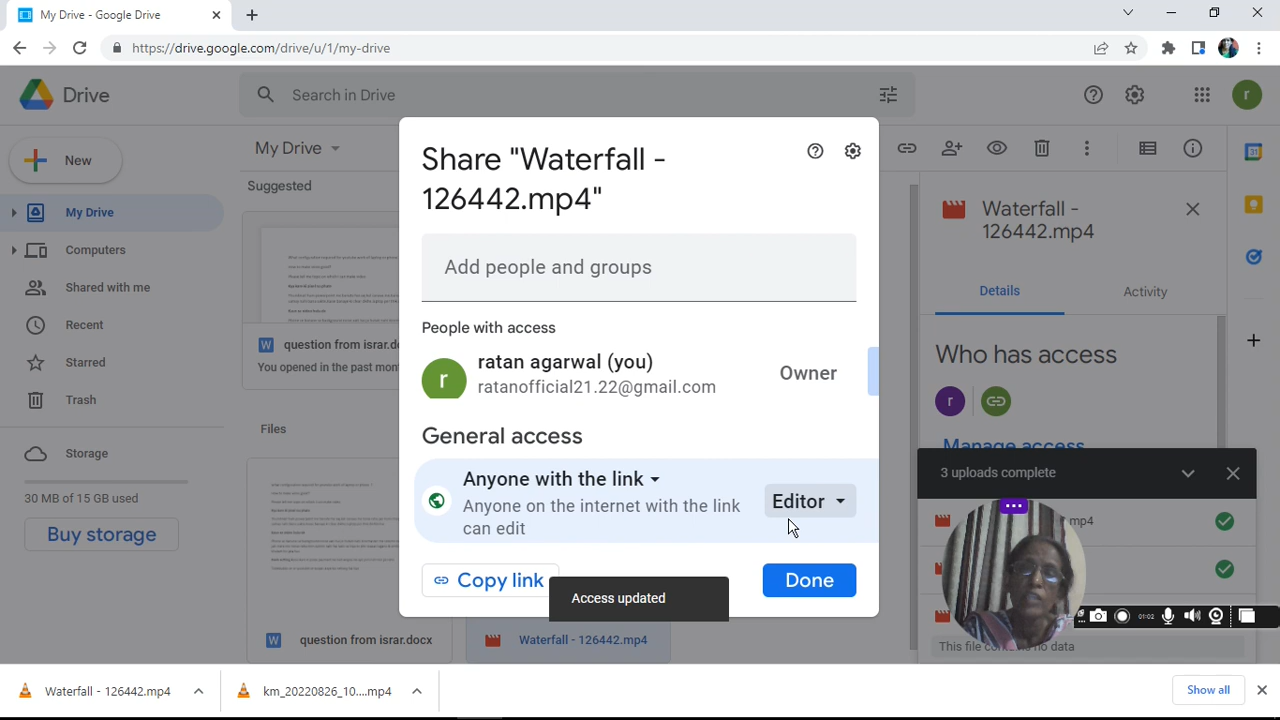 My Drive - Google Drive
https://drive.google.com/drive/u/1/my-drive
Drive
Search in Drive
r
New
My Drive
Computers
Shared with me
Recent
Starred
Trash
Storage
30 MB of 15 GB used
Buy storage
My Drive
Suggested
question from israr.d
You opened in the past mon
Files
question from israr.docx
Waterfall - 126442.mp4
Share "Waterfall -
126442.mp4"
Add people and groups
People with access
r
ratan agarwal (you)
ratanofficial21.22@gmail.com
Owner
General access
Anyone with the link
Anyone on the internet with the link
can edit
Editor
Copy link
Done
Access updated
Waterfall -
126442.mp4
Details
Activity
Who has access
r
Manage access
3 uploads complete
mp4
01:02
This file con
no data
Waterfall - 126442.mp4
km_20220826_10....mp4
Show all